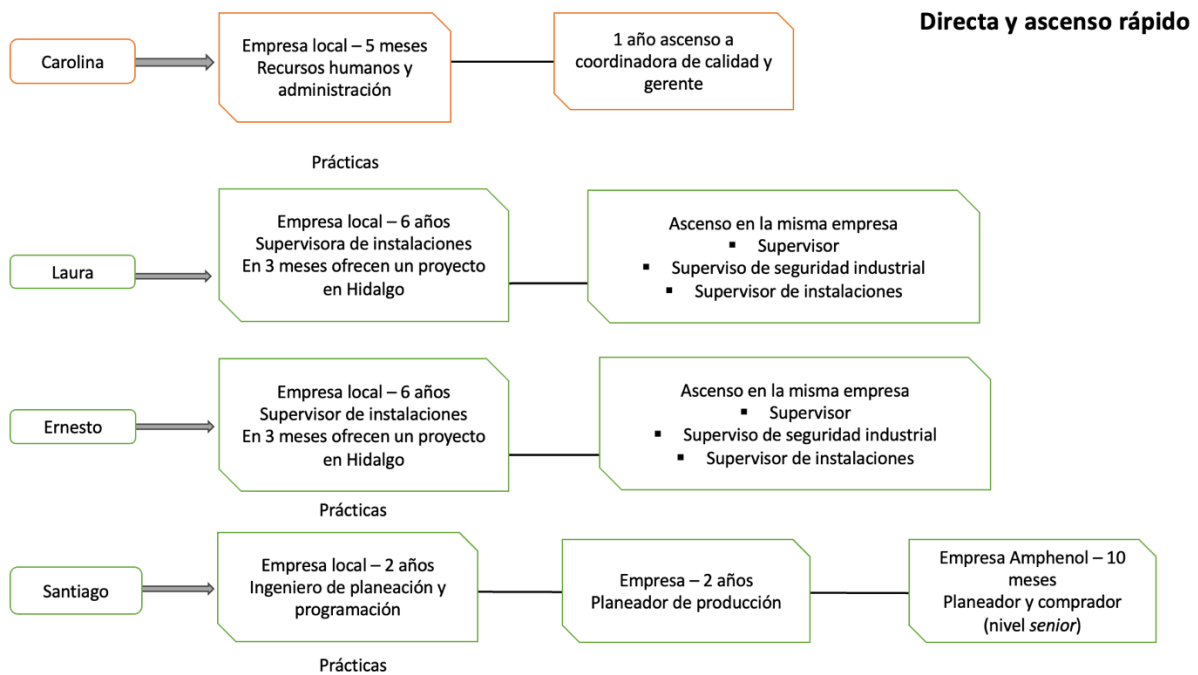 Directa y ascenso rápido
Carolina
Empresa local – 5 meses
Recursos humanos y
administración
1 año ascenso a
coordinadora de calidad y
gerente
Prácticas
Laura
Empresa local – 6 años
Supervisora de instalaciones
En 3 meses ofrecen un proyecto
en Hidalgo
Ascenso en la misma empresa
▪ Supervisor
▪ Superviso de seguridad industrial
▪ Supervisor de instalaciones
Ernesto
Empresa local – 6 años
Supervisor de instalaciones
En 3 meses ofrecen un proyecto
en Hidalgo
Ascenso en la misma empresa
▪ Supervisor
▪ Superviso de seguridad industrial
▪ Supervisor de instalaciones
Prácticas
Santiago
Empresa local – 2 años
Ingeniero de planeación y
programación
Empresa – 2 años
Planeador de producción
Empresa Amphenol – 10
meses
Planeador y comprador
(nivel senior)
Prácticas